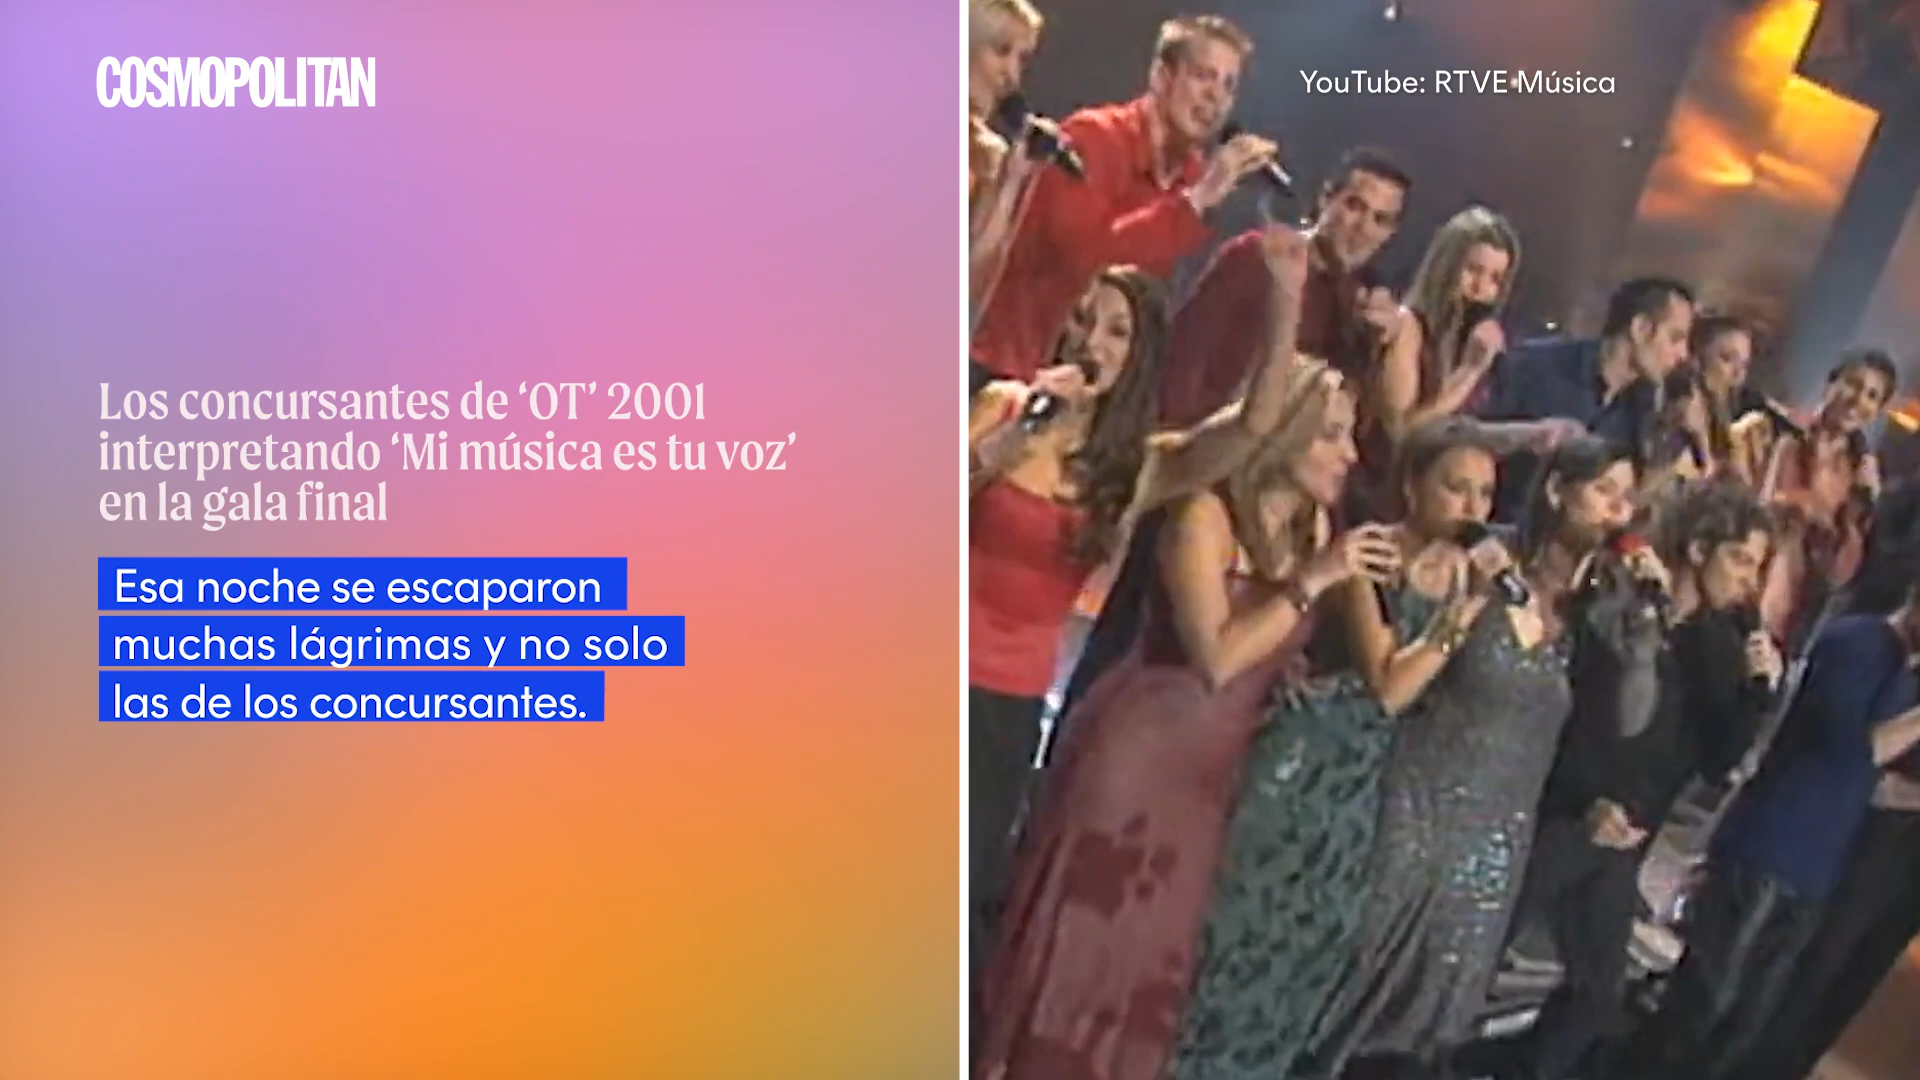 COSMOPOLITAN
YouTube: RTVE Música
Los concursantes de ‘OT’ 2001
interpretando ‘Mi música es tu voz’
en la gala final
Esa noche se escaparon
muchas lágrimas y no solo
las de los concursantes.